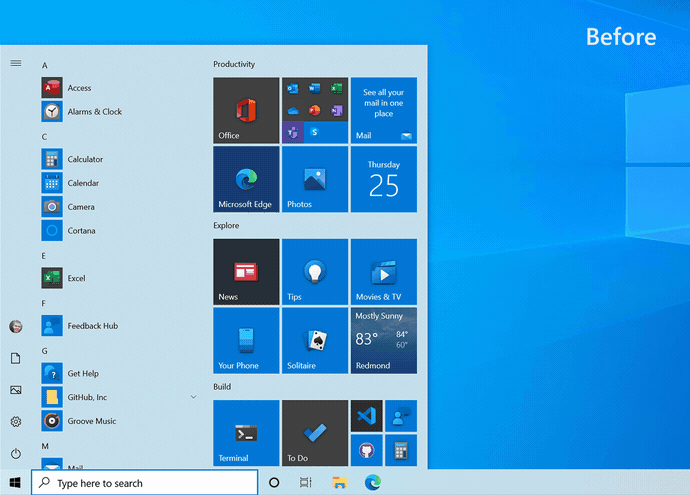 Before
A
Access
Alarms & Clock
C
Calculator
Calendar
Camera
Cortana
E
Excel
F
Feedback Hub
G
Get Help
GitHub, Inc
Groove Music
M
Mail
Productivity
Office
See all your
mail in one
place
Mail
Microsoft Edge
Photos
Thursday
25
Explore
News
Tips
Movies & TV
Your Phone
Solitaire
Mostly Sunny
83° 84°
60°
Redmond
Build
Terminal
To Do
Type here to search